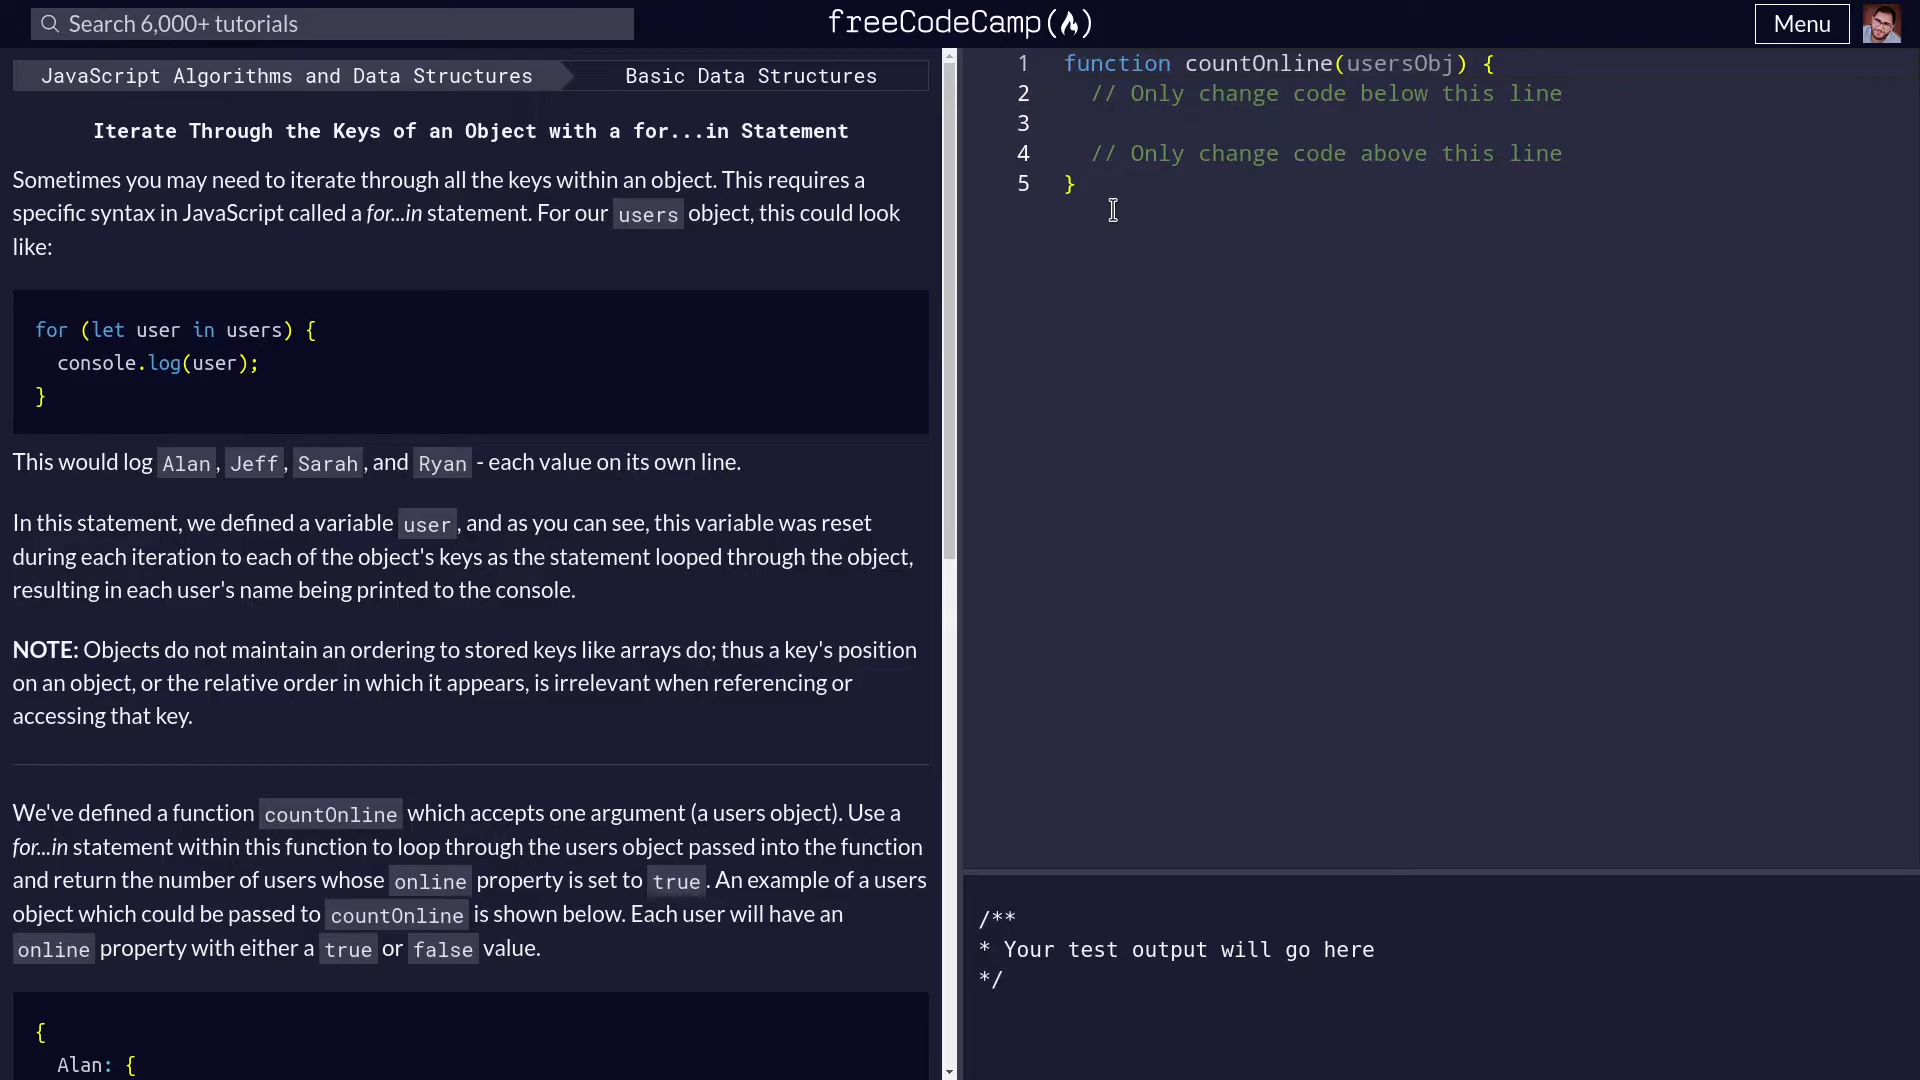 Search 6,000+ tutorials
freeCodeCamp
Menu
JavaScript Algorithms and Data Structures
Basic Data Structures
Iterate Through the Keys of an Object with a for...in Statement
Sometimes you may need to iterate through all the keys within an object. This requires a
specific syntax in JavaScript called a for...in statement. For our users object, this could look
like:
for (let user in users) {
  console.log(user);
}
This would log Alan, Jeff, Sarah, and Ryan - each value on its own line.
In this statement, we defined a variable user, and as you can see, this variable was reset
during each iteration to each of the object's keys as the statement looped through the object,
resulting in each user's name being printed to the console.
NOTE: Objects do not maintain an ordering to stored keys like arrays do; thus a key's position
on an object, or the relative order in which it appears, is irrelevant when referencing or
accessing that key.
We've defined a function countOnline which accepts one argument (a users object). Use a
for...in statement within this function to loop through the users object passed into the function
and return the number of users whose online property is set to true. An example of a users
object which could be passed to countOnline is shown below. Each user will have an
online property with either a true or false value.
{
  Alan: {
1 function countOnline(usersObj) {
2   // Only change code below this line
3
4   // Only change code above this line
5 }
/**
* Your test output will go here
*/